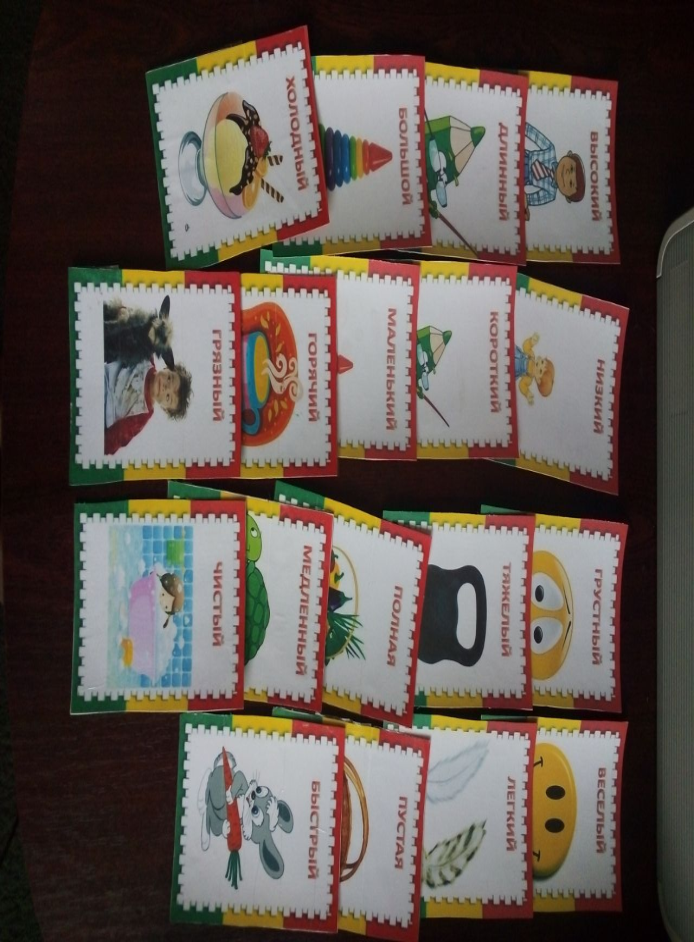 ВЫСОКИЙ
НИЗКИЙ
ГРУСТНЫЙ
ВЕСЕЛЫЙ
ДЛИННЫЙ
КОРОТКИЙ
ТЯЖЕЛЫЙ
ЛЕГКИЙ
БОЛЬШОЙ
МАЛЕНЬКИЙ
ПОЛНАЯ
ПУСТАЯ
ХОЛОДНЫЙ
ГОРЯЧИЙ
МЕДЛЕННЫЙ
БЫСТРЫЙ
ГРЯЗНЫЙ
ЧИСТЫЙ